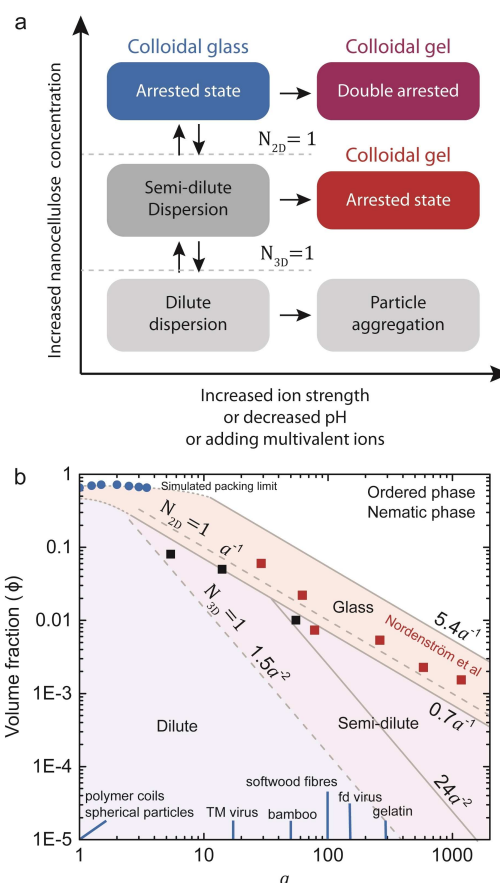 a
Increased nanocellulose concentration
Colloidal glass
Colloidal gel
Arrested state
Double arrested
N2D = 1
Colloidal gel
Semi-dilute
Dispersion
Arrested state
N3D=1
Dilute
dispersion
Particle
aggregation
Increased ion strength
or decreased pH
or adding multivalent ions
b
Volume fraction (ϕ)
1
0.1
0.01
1E-3
1E-4
1E-5
Simulated packing limit
Ordered phase
Nematic phase
N2D =1 a⁻¹
N3D =1 1.5a⁻²
Glass
5.4a⁻¹
Nordenström et al
0.7a⁻¹
Dilute
Semi-dilute
24a⁻²
polymer coils
spherical particles
TM virus
bamboo
softwood fibres
fd virus
gelatin
1
10
100
1000
a